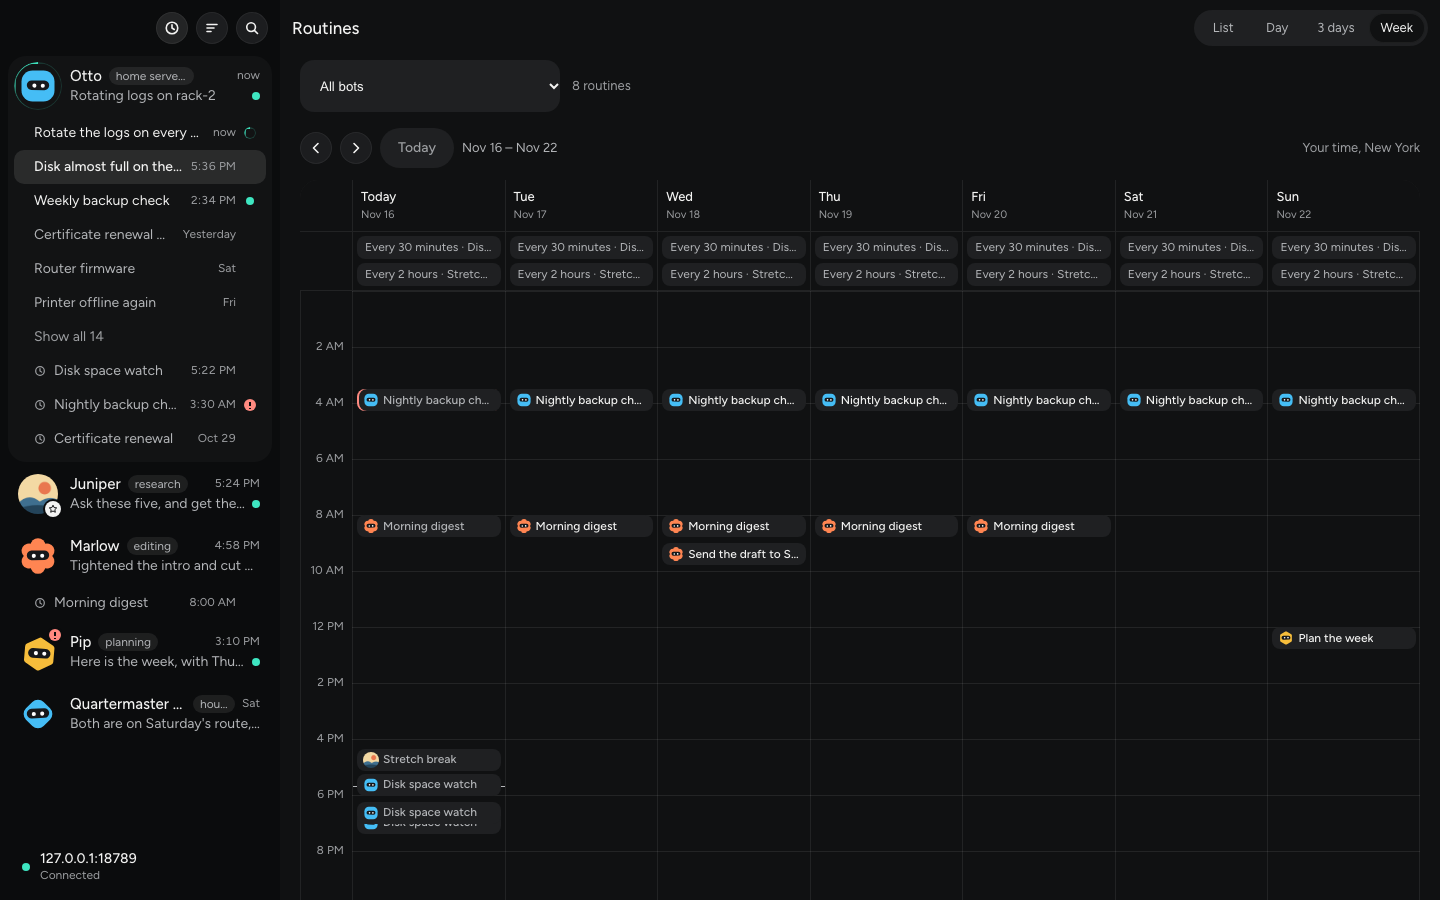 Routines
List
Day
3 days
Week
Otto
home serve...
now
Rotating logs on rack-2
Rotate the logs on every ...
now
Disk almost full on the...
5:36 PM
Weekly backup check
2:34 PM
Certificate renewal ...
Yesterday
Router firmware
Sat
Printer offline again
Fri
Show all 14
Disk space watch
5:22 PM
Nightly backup ch...
3:30 AM
Certificate renewal
Oct 29
Juniper
research
5:24 PM
Ask these five, and get the...
Marlow
editing
4:58 PM
Tightened the intro and cut ...
Morning digest
8:00 AM
Pip
planning
3:10 PM
Here is the week, with Thu...
Quartermaster ...
hou...
Sat
Both are on Saturday's route,...
127.0.0.1:18789
Connected
All bots
8 routines
Today
Nov 16 – Nov 22
Your time, New York
Today
Nov 16
Tue
Nov 17
Wed
Nov 18
Thu
Nov 19
Fri
Nov 20
Sat
Nov 21
Sun
Nov 22
Every 30 minutes · Dis...
Every 30 minutes · Dis...
Every 30 minutes · Dis...
Every 30 minutes · Dis...
Every 30 minutes · Dis...
Every 30 minutes · Dis...
Every 30 minutes · Dis...
Every 2 hours · Stretc...
Every 2 hours · Stretc...
Every 2 hours · Stretc...
Every 2 hours · Stretc...
Every 2 hours · Stretc...
Every 2 hours · Stretc...
Every 2 hours · Stretc...
2 AM
4 AM
Nightly backup ch...
Nightly backup ch...
Nightly backup ch...
Nightly backup ch...
Nightly backup ch...
Nightly backup ch...
Nightly backup ch...
6 AM
8 AM
Morning digest
Morning digest
Morning digest
Morning digest
Morning digest
Send the draft to S...
10 AM
12 PM
Plan the week
2 PM
4 PM
Stretch break
Disk space watch
6 PM
Disk space watch
Disk space watch
8 PM